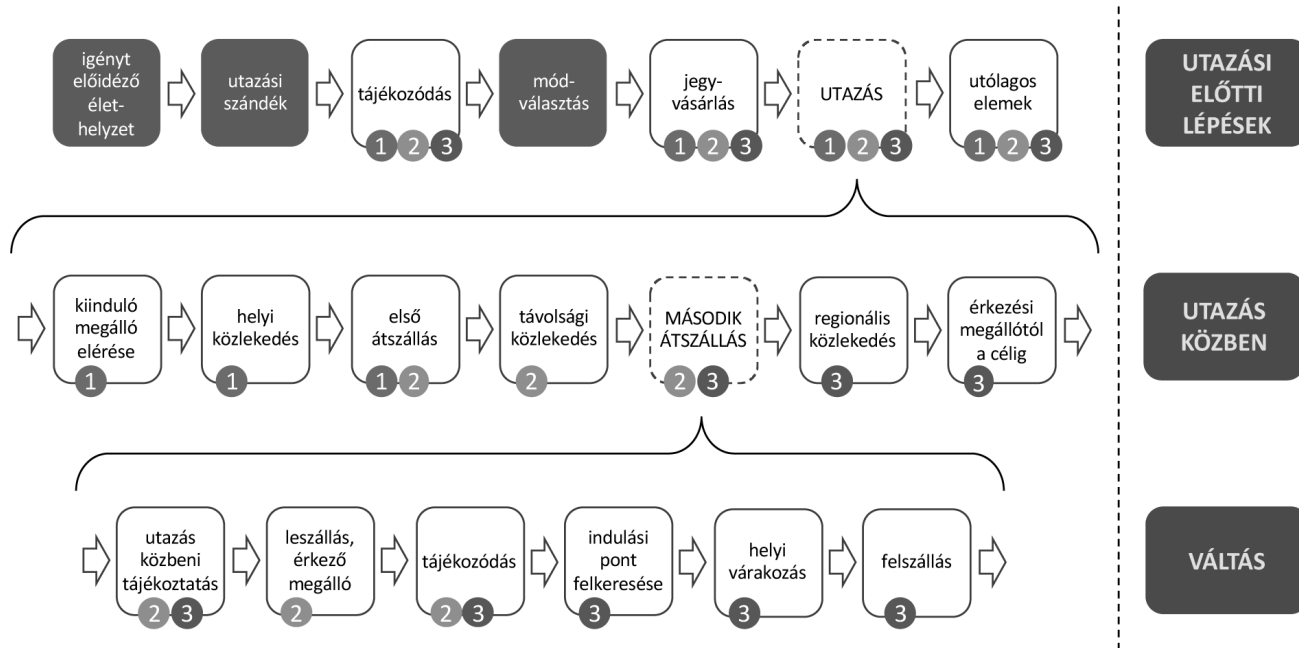 igényt
előidéző
élet-
helyzet
utazási
szándék
tájékozódás
1 2 3
mód-
választás
jegy-
vásárlás
1 2 3
UTAZÁS
1 2 3
utólagos
elemek
1 2 3
UTAZÁSI
ELŐTTI
LÉPÉSEK
kiinduló
megálló
elérése
1
helyi
közlekedés
1
első
átszállás
1 2
távolsági
közlekedés
2
MÁSODIK
ÁTSZÁLLÁS
2 3
regionális
közlekedés
3
érkezési
megállótól
a célig
3
UTAZÁS
KÖZBEN
utazás
közbeni
tájékoztatás
2 3
leszállás,
érkező
megálló
2
tájékozódás
2 3
indulási
pont
felkeresése
3
helyi
várakozás
3
felszállás
3
VÁLTÁS